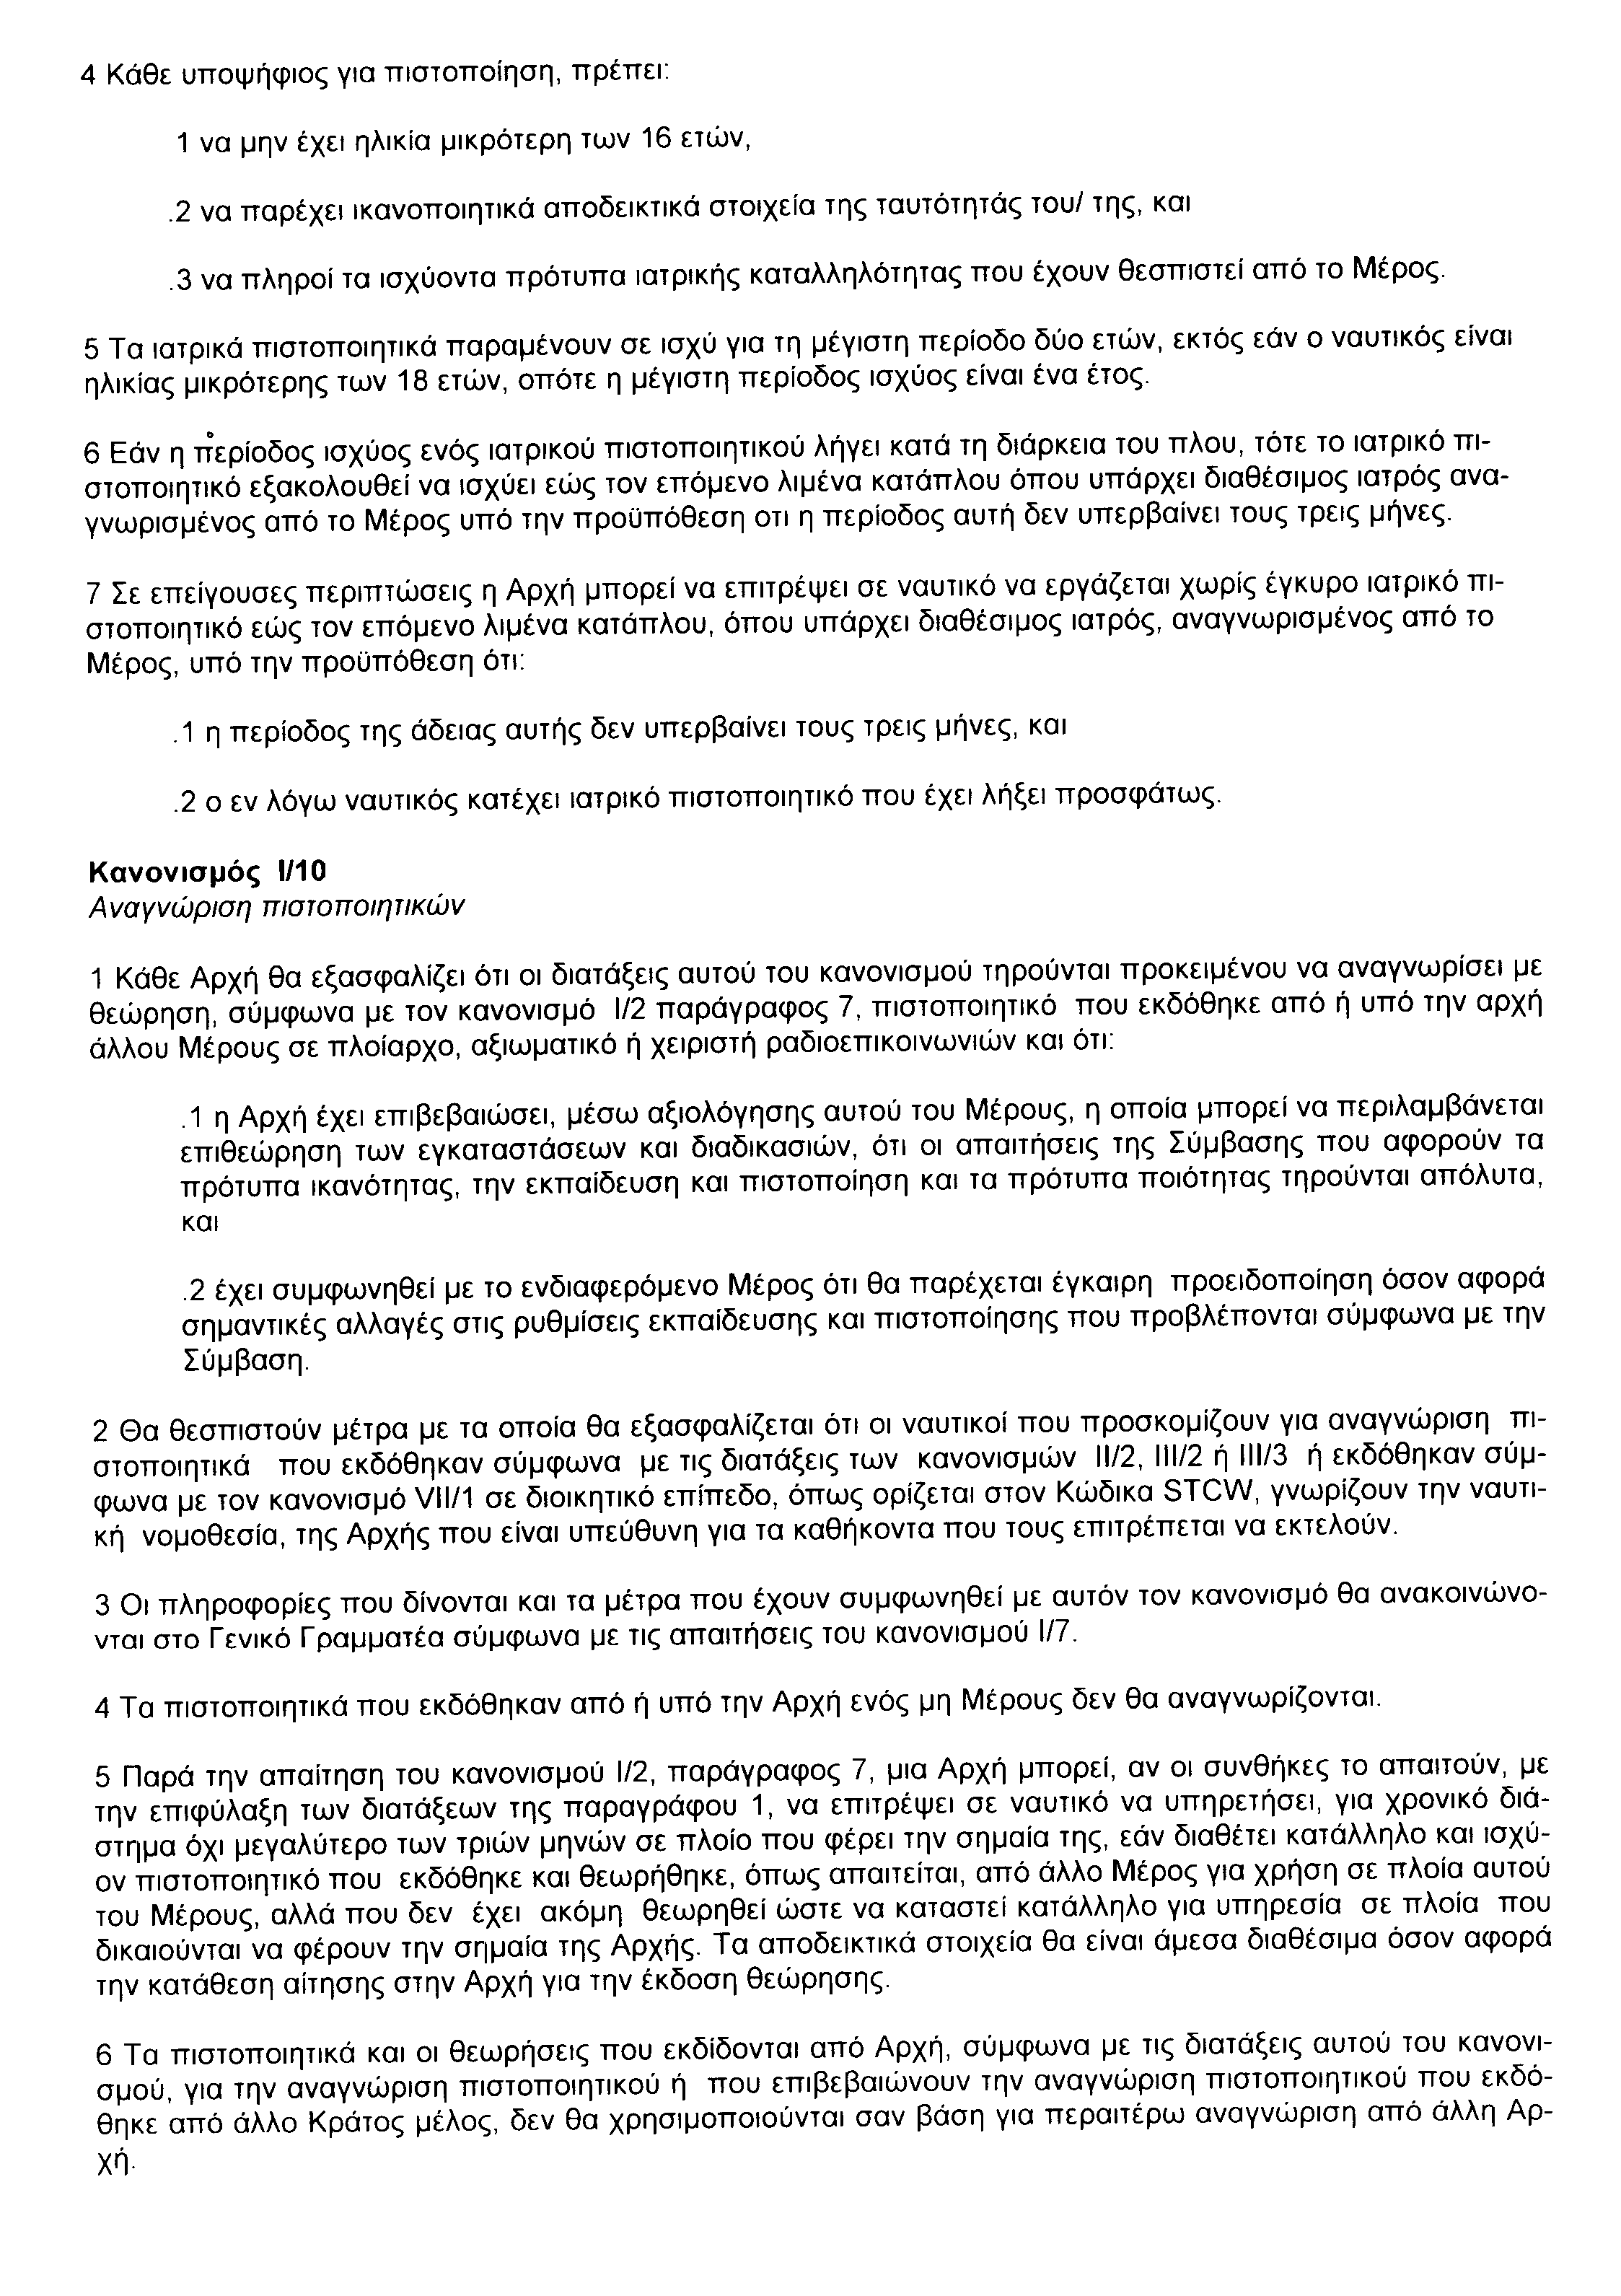 4 Κάθε υποψήφιος για πιστοποίηση, πρέπει:
1 να μην έχει ηλικία μικρότερη των 16 ετών,
.2 να παρέχει ικανοποιητικά αποδεικτικά στοιχεία της ταυτότητάς του/ της, και
.3 να πληροί τα ισχύοντα πρότυπα ιατρικής καταλληλότητας που έχουν θεσπιστεί από το Μέρος.
5 Τα ιατρικά πιστοποιητικά παραμένουν σε ισχύ για τη μέγιστη περίοδο δύο ετών, εκτός εάν ο ναυτικός είναι
ηλικίας μικρότερης των 18 ετών, οπότε η μέγιστη περίοδος ισχύος είναι ένα έτος.
6 Εάν η περίοδος ισχύος ενός ιατρικού πιστοποιητικού λήγει κατά τη διάρκεια του πλου, τότε το ιατρικό πι-
στοποιητικό εξακολουθεί να ισχύει εώς τον επόμενο λιμένα κατάπλου όπου υπάρχει διαθέσιμος ιατρός ανα-
γνωρισμένος από το Μέρος υπό την προϋπόθεση οτι η περίοδος αυτή δεν υπερβαίνει τους τρεις μήνες.
7 Σε επείγουσες περιπτώσεις η Αρχή μπορεί να επιτρέψει σε ναυτικό να εργάζεται χωρίς έγκυρο ιατρικό πι-
στοποιητικό εώς τον επόμενο λιμένα κατάπλου, όπου υπάρχει διαθέσιμος ιατρός, αναγνωρισμένος από το
Μέρος, υπό την προϋπόθεση ότι:
.1 η περίοδος της άδειας αυτής δεν υπερβαίνει τους τρεις μήνες, και
.2 ο εν λόγω ναυτικός κατέχει ιατρικό πιστοποιητικό που έχει λήξει προσφάτως.
Κανονισμός I/10
Αναγνώριση πιστοποιητικών
1 Κάθε Αρχή θα εξασφαλίζει ότι οι διατάξεις αυτού του κανονισμού τηρούνται προκειμένου να αναγνωρίσει με
θεώρηση, σύμφωνα με τον κανονισμό I/2 παράγραφος 7, πιστοποιητικό που εκδόθηκε από ή υπό την αρχή
άλλου Μέρους σε πλοίαρχο, αξιωματικό ή χειριστή ραδιοεπικοινωνιών και ότι:
.1 η Αρχή έχει επιβεβαιώσει, μέσω αξιολόγησης αυτού του Μέρους, η οποία μπορεί να περιλαμβάνεται
επιθεώρηση των εγκαταστάσεων και διαδικασιών, ότι οι απαιτήσεις της Σύμβασης που αφορούν τα
πρότυπα ικανότητας, την εκπαίδευση και πιστοποίηση και τα πρότυπα ποιότητας τηρούνται απόλυτα,
και
.2 έχει συμφωνηθεί με το ενδιαφερόμενο Μέρος ότι θα παρέχεται έγκαιρη προειδοποίηση όσον αφορά
σημαντικές αλλαγές στις ρυθμίσεις εκπαίδευσης και πιστοποίησης που προβλέπονται σύμφωνα με την
Σύμβαση.
2 Θα θεσπιστούν μέτρα με τα οποία θα εξασφαλίζεται ότι οι ναυτικοί που προσκομίζουν για αναγνώριση πι-
στοποιητικά που εκδόθηκαν σύμφωνα με τις διατάξεις των κανονισμών II/2, III/2 ή III/3 ή εκδόθηκαν σύμ-
φωνα με τον κανονισμό VII/1 σε διοικητικό επίπεδο, όπως ορίζεται στον Κώδικα STCW, γνωρίζουν την ναυτι-
κή νομοθεσία, της Αρχής που είναι υπεύθυνη για τα καθήκοντα που τους επιτρέπεται να εκτελούν.
3 Οι πληροφορίες που δίνονται και τα μέτρα που έχουν συμφωνηθεί με αυτόν τον κανονισμό θα ανακοινώνο-
νται στο Γενικό Γραμματέα σύμφωνα με τις απαιτήσεις του κανονισμού I/7.
4 Τα πιστοποιητικά που εκδόθηκαν από ή υπό την Αρχή ενός μη Μέρους δεν θα αναγνωρίζονται.
5 Παρά την απαίτηση του κανονισμού I/2, παράγραφος 7, μια Αρχή μπορεί, αν οι συνθήκες το απαιτούν, με
την επιφύλαξη των διατάξεων της παραγράφου 1, να επιτρέψει σε ναυτικό να υπηρετήσει, για χρονικό διά-
στημα όχι μεγαλύτερο των τριών μηνών σε πλοίο που φέρει την σημαία της, εάν διαθέτει κατάλληλο και ισχύ-
ον πιστοποιητικό που εκδόθηκε και θεωρήθηκε, όπως απαιτείται, από άλλο Μέρος για χρήση σε πλοία αυτού
του Μέρους, αλλά που δεν έχει ακόμη θεωρηθεί ώστε να καταστεί κατάλληλο για υπηρεσία σε πλοία που
δικαιούνται να φέρουν την σημαία της Αρχής. Τα αποδεικτικά στοιχεία θα είναι άμεσα διαθέσιμα όσον αφορά
την κατάθεση αίτησης στην Αρχή για την έκδοση θεώρησης.
6 Τα πιστοποιητικά και οι θεωρήσεις που εκδίδονται από Αρχή, σύμφωνα με τις διατάξεις αυτού του κανονι-
σμού, για την αναγνώριση πιστοποιητικού ή που επιβεβαιώνουν την αναγνώριση πιστοποιητικού που εκδό-
θηκε από άλλο Κράτος μέλος, δεν θα χρησιμοποιούνται σαν βάση για περαιτέρω αναγνώριση από άλλη Αρ-
χή.